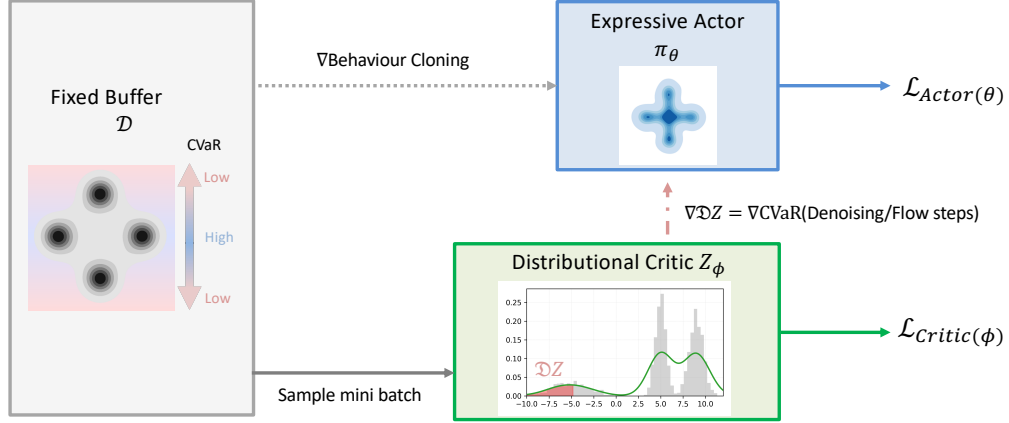 Fixed Buffer
𝒟
CVaR
Low
High
Low
∇Behaviour Cloning
Expressive Actor
π_θ
ℒ_Actor(θ)
∇𝔇Z = ∇CVaR(Denoising/Flow steps)
Distributional Critic Z_ϕ
0.25
0.20
0.15
0.10
0.05
0.00
𝔇Z
−10.0 −7.5 −5.0 −2.5 0.0 2.5 5.0 7.5 10.0
ℒ_Critic(ϕ)
Sample mini batch